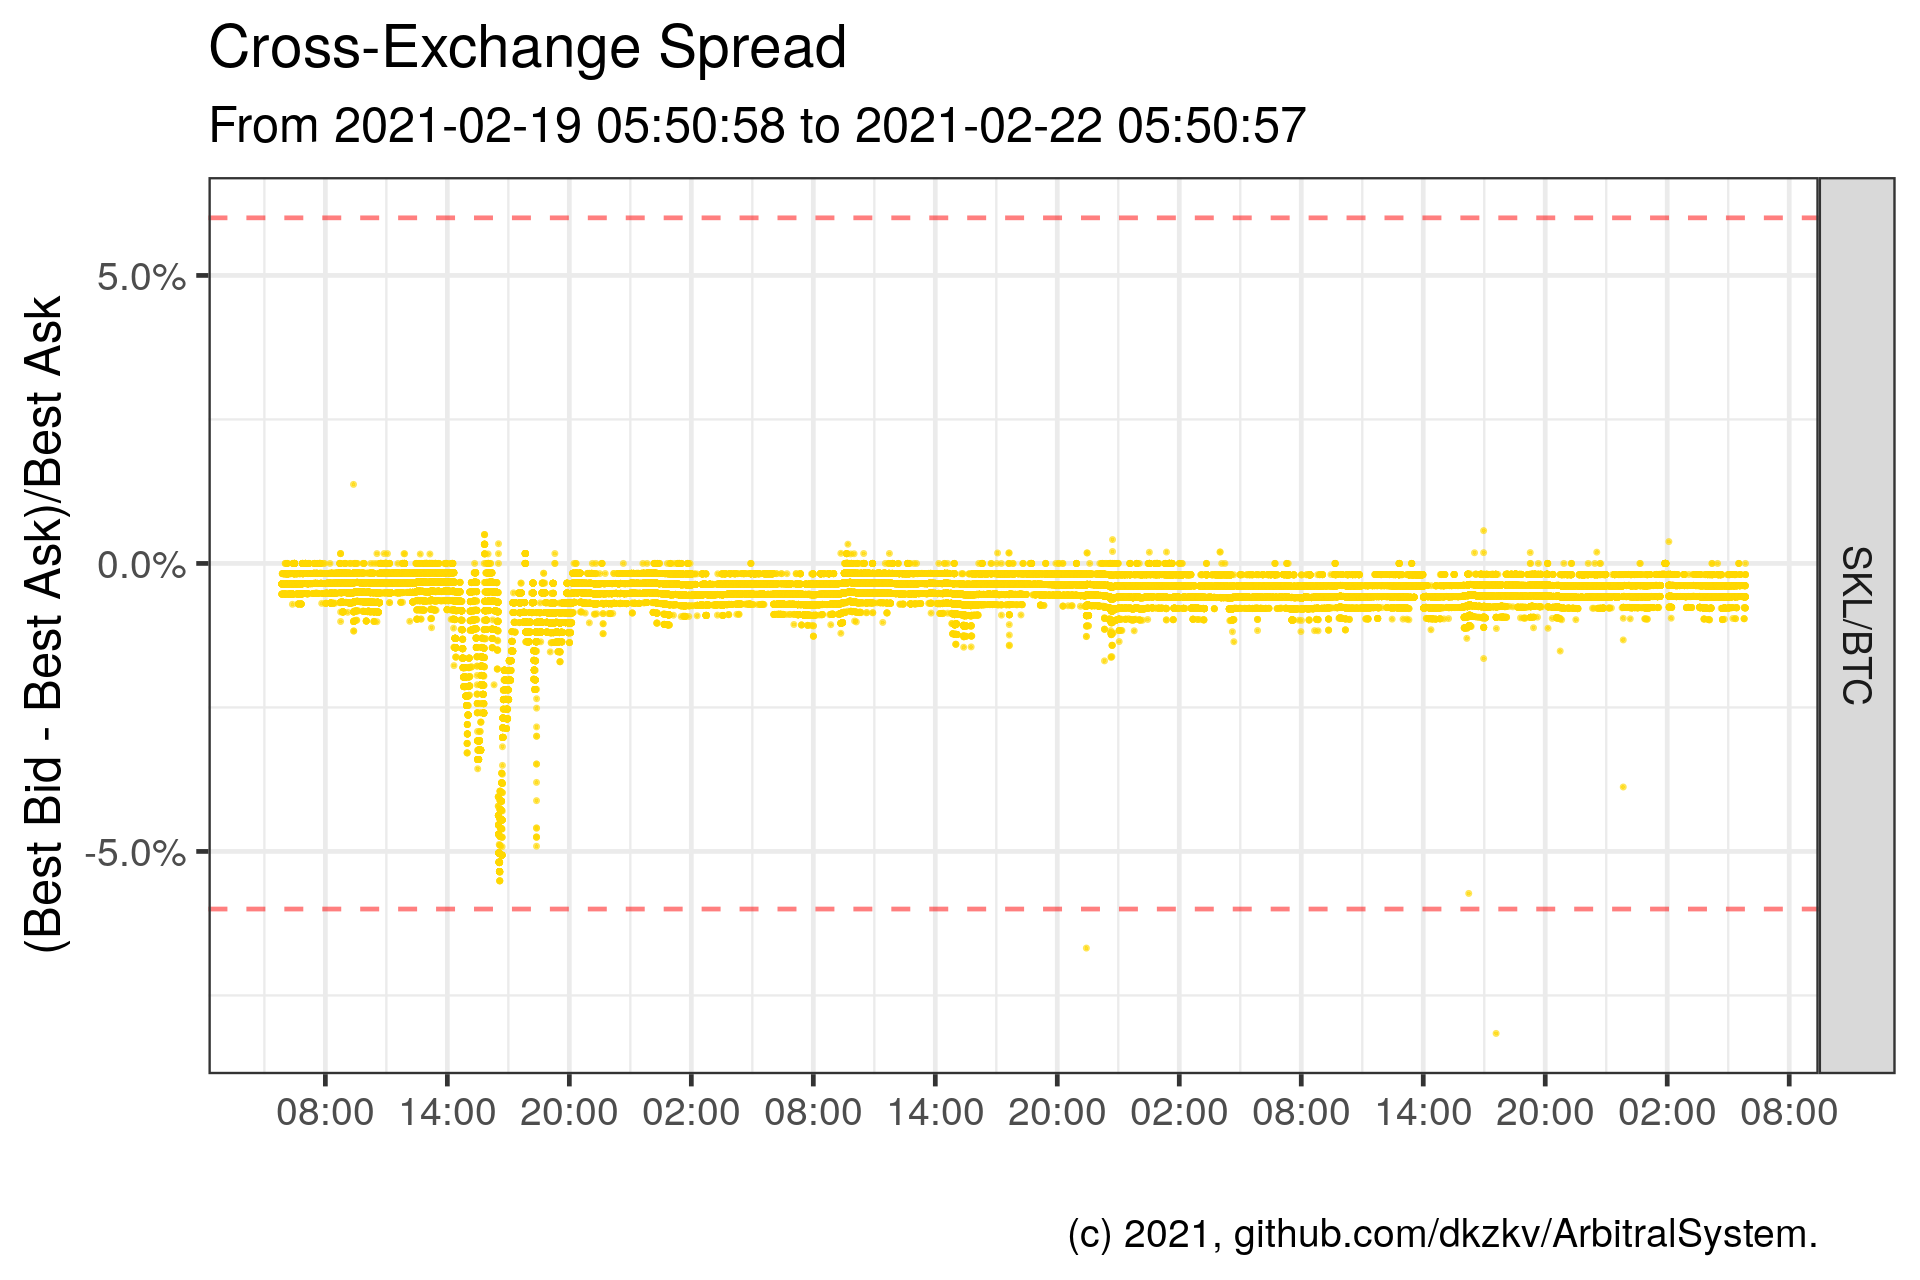 Cross-Exchange Spread
From 2021-02-19 05:50:58 to 2021-02-22 05:50:57
(Best Bid - Best Ask)/Best Ask
5.0%
0.0%
-5.0%
SKL/BTC
08:00 14:00 20:00 02:00 08:00 14:00 20:00 02:00 08:00 14:00 20:00 02:00 08:00
(c) 2021, github.com/dkzkv/ArbitralSystem.